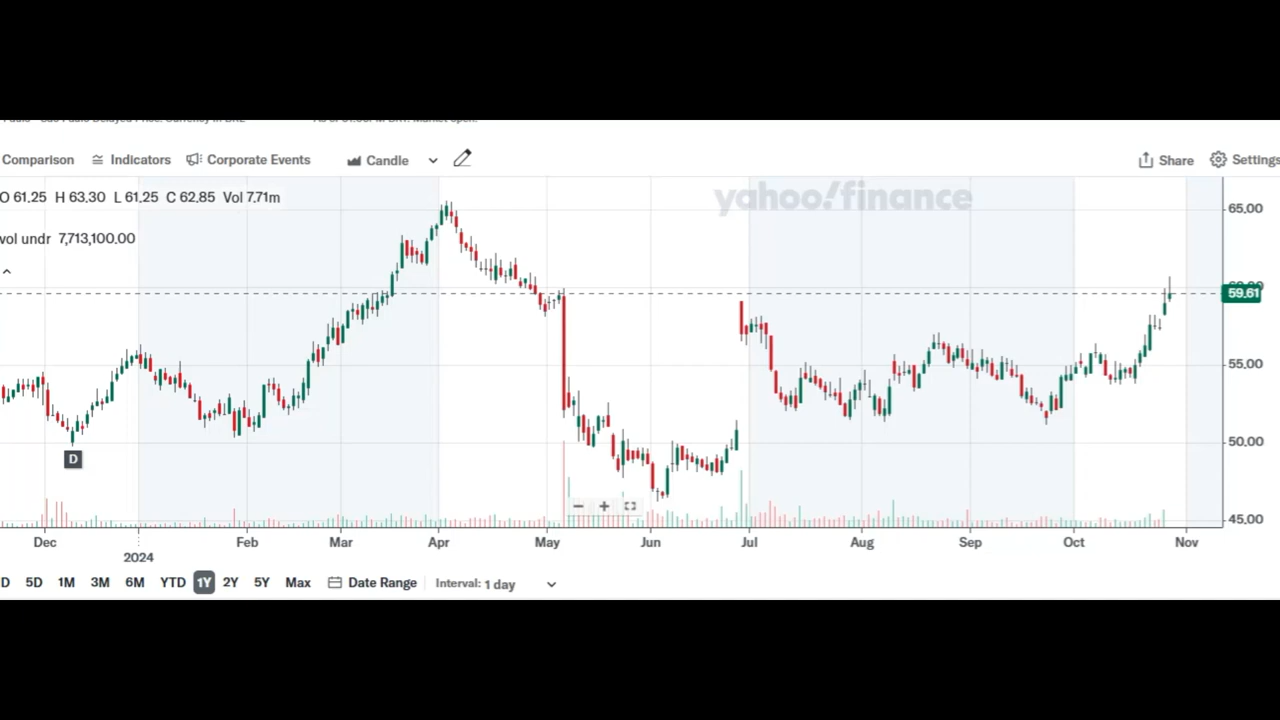 Comparison Indicators Corporate Events Candle Share Settings
O 61,25 H 63,30 L 61,25 C 62,85 Vol 7,71m
yahoo!finance
65.00
vol undr 7,713,100.00
59,61
55.00
D
50.00
45.00
Dec Feb Mar Apr May Jun Jul Aug Sep Oct Nov
2024
D 5D 1M 3M 6M YTD 1Y 2Y 5Y Max Date Range Interval: 1 day